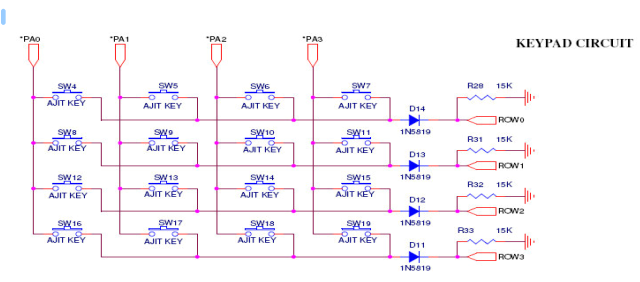 *PA0 *PA1 *PA2 *PA3
KEYPAD CIRCUIT
SW4 SW5 SW6 SW7 R28 15K
AJIT KEY AJIT KEY AJIT KEY AJIT KEY D14
ROW0
1N5819
SW8 SW9 SW10 SW11 R31 15K
AJIT KEY AJIT KEY AJIT KEY AJIT KEY D13
ROW1
1N5819
SW12 SW13 SW14 SW15 R32 15K
AJIT KEY AJIT KEY AJIT KEY AJIT KEY D12
ROW2
1N5819
SW16 SW17 SW18 SW19 R33 15K
AJIT KEY AJIT KEY AJIT KEY AJIT KEY D11
ROW3
1N5819